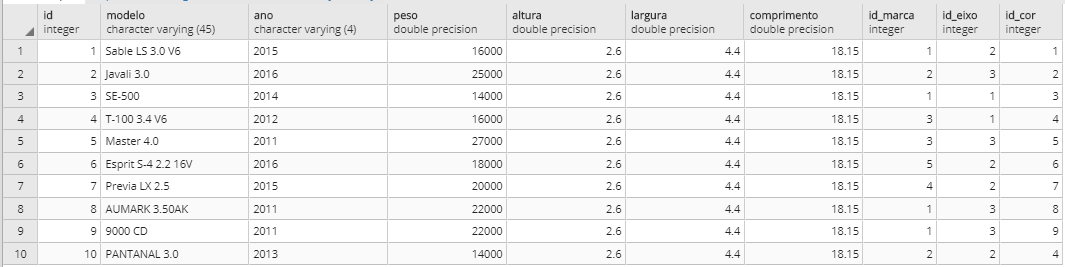 id modelo ano peso altura largura comprimento id_marca id_eixo id_cor
integer character varying (45) character varying (4) double precision double precision double precision double precision integer integer integer
1 1 Sable LS 3.0 V6 2015 16000 2.6 4.4 18.15 1 2 1
2 2 Javali 3.0 2016 25000 2.6 4.4 18.15 2 3 2
3 3 SE-500 2014 14000 2.6 4.4 18.15 1 1 3
4 4 T-100 3.4 V6 2012 16000 2.6 4.4 18.15 3 1 4
5 5 Master 4.0 2011 27000 2.6 4.4 18.15 3 3 5
6 6 Esprit S-4 2.2 16V 2016 18000 2.6 4.4 18.15 5 2 6
7 7 Previa LX 2.5 2015 20000 2.6 4.4 18.15 4 2 7
8 8 AUMARK 3.50AK 2011 22000 2.6 4.4 18.15 1 3 8
9 9 9000 CD 2011 22000 2.6 4.4 18.15 1 3 9
10 10 PANTANAL 3.0 2013 14000 2.6 4.4 18.15 2 2 4